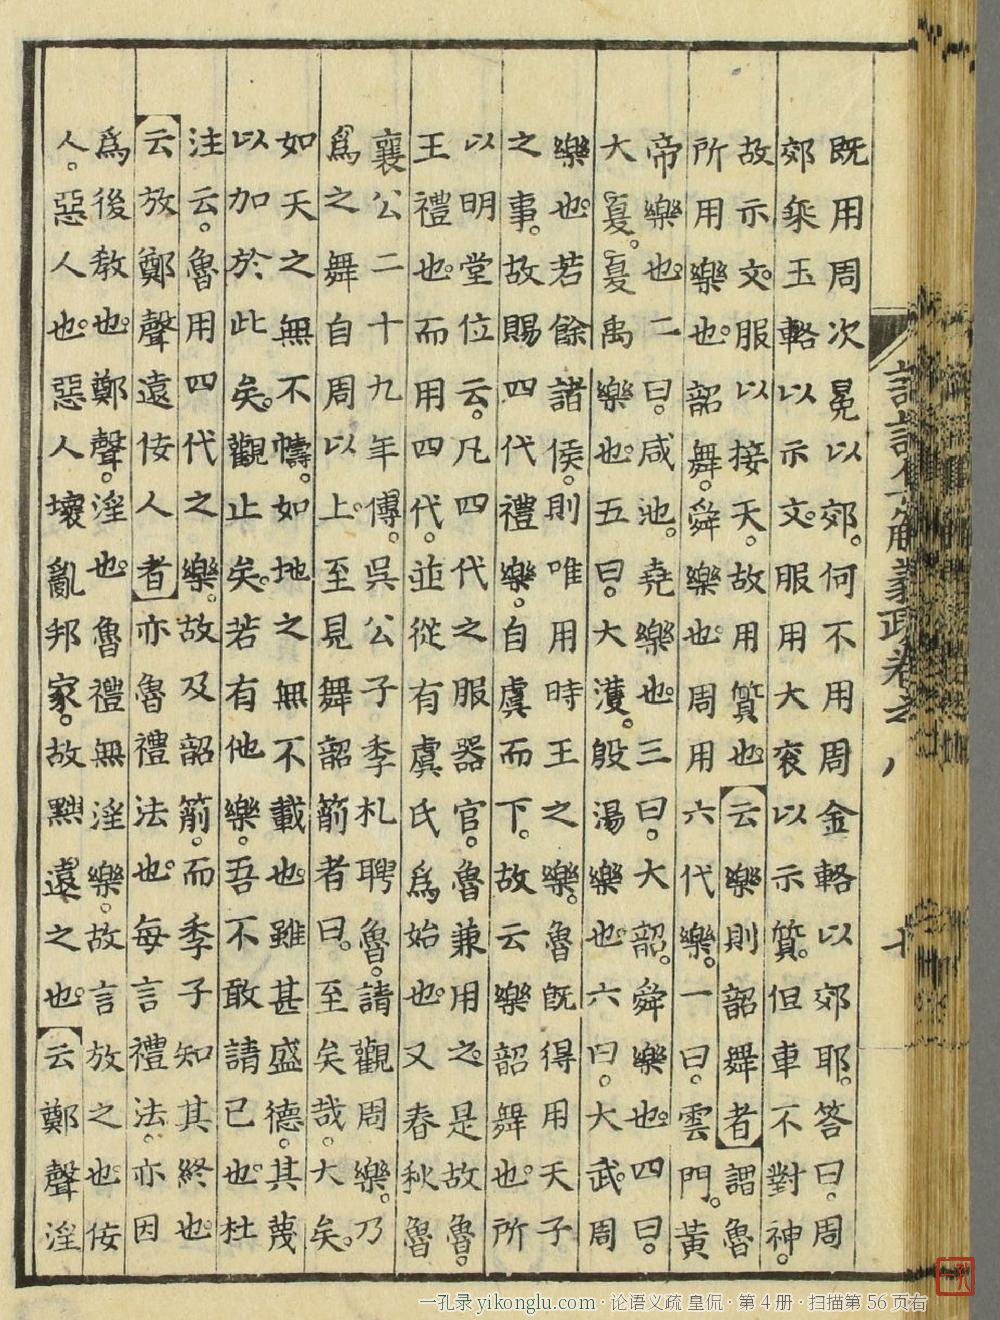 既用周次冕以郊。何不用周金輅以郊耶。答曰。周
郊乘玉輅以示文。服用大裘以示質。但車不對神。
故示文。服以接天。故用質也。【云樂則韶舞者】謂魯
所用樂也。韶舞。舜樂也。周用六代樂。一曰。雲門。黃
帝樂也。二曰。咸池。堯樂也。三曰。大韶。舜樂也。四曰。
大夏。夏禹樂也。五曰。大濩。殷湯樂也。六曰。大武。周
樂也。若餘諸侯。則唯用時王之樂。魯既得用天子
之事。故賜四代禮樂。自虞而下。故云樂韶舞也。所
以明堂位云。凡四代之服器官。魯兼用之。是故魯。
王禮也。而用四代。並從有虞氏爲始也。又春秋魯
襄公二十九年傳。吳公子季札聘魯。請觀周樂。乃
爲之舞自周以上。至見舞韶箾者曰。至矣哉。大矣。
如天之無不幬。如地之無不載也。雖甚盛德。其蔑
以加於此矣。觀止矣。若有他樂。吾不敢請已也。杜
注云。魯用四代之樂。故及韶箾。而季子知其終也。
【云放鄭聲遠佞人者】亦魯禮法也。每言禮法。亦因
爲後教也。鄭聲。淫也。魯禮無淫樂。故言放之也。佞
人。惡人也。惡人壞亂邦家。故黜遠之也。【云鄭聲淫
一孔录 yikonglu.com · 论语义疏 皇侃 · 第 4 册 · 扫描第 56 页右